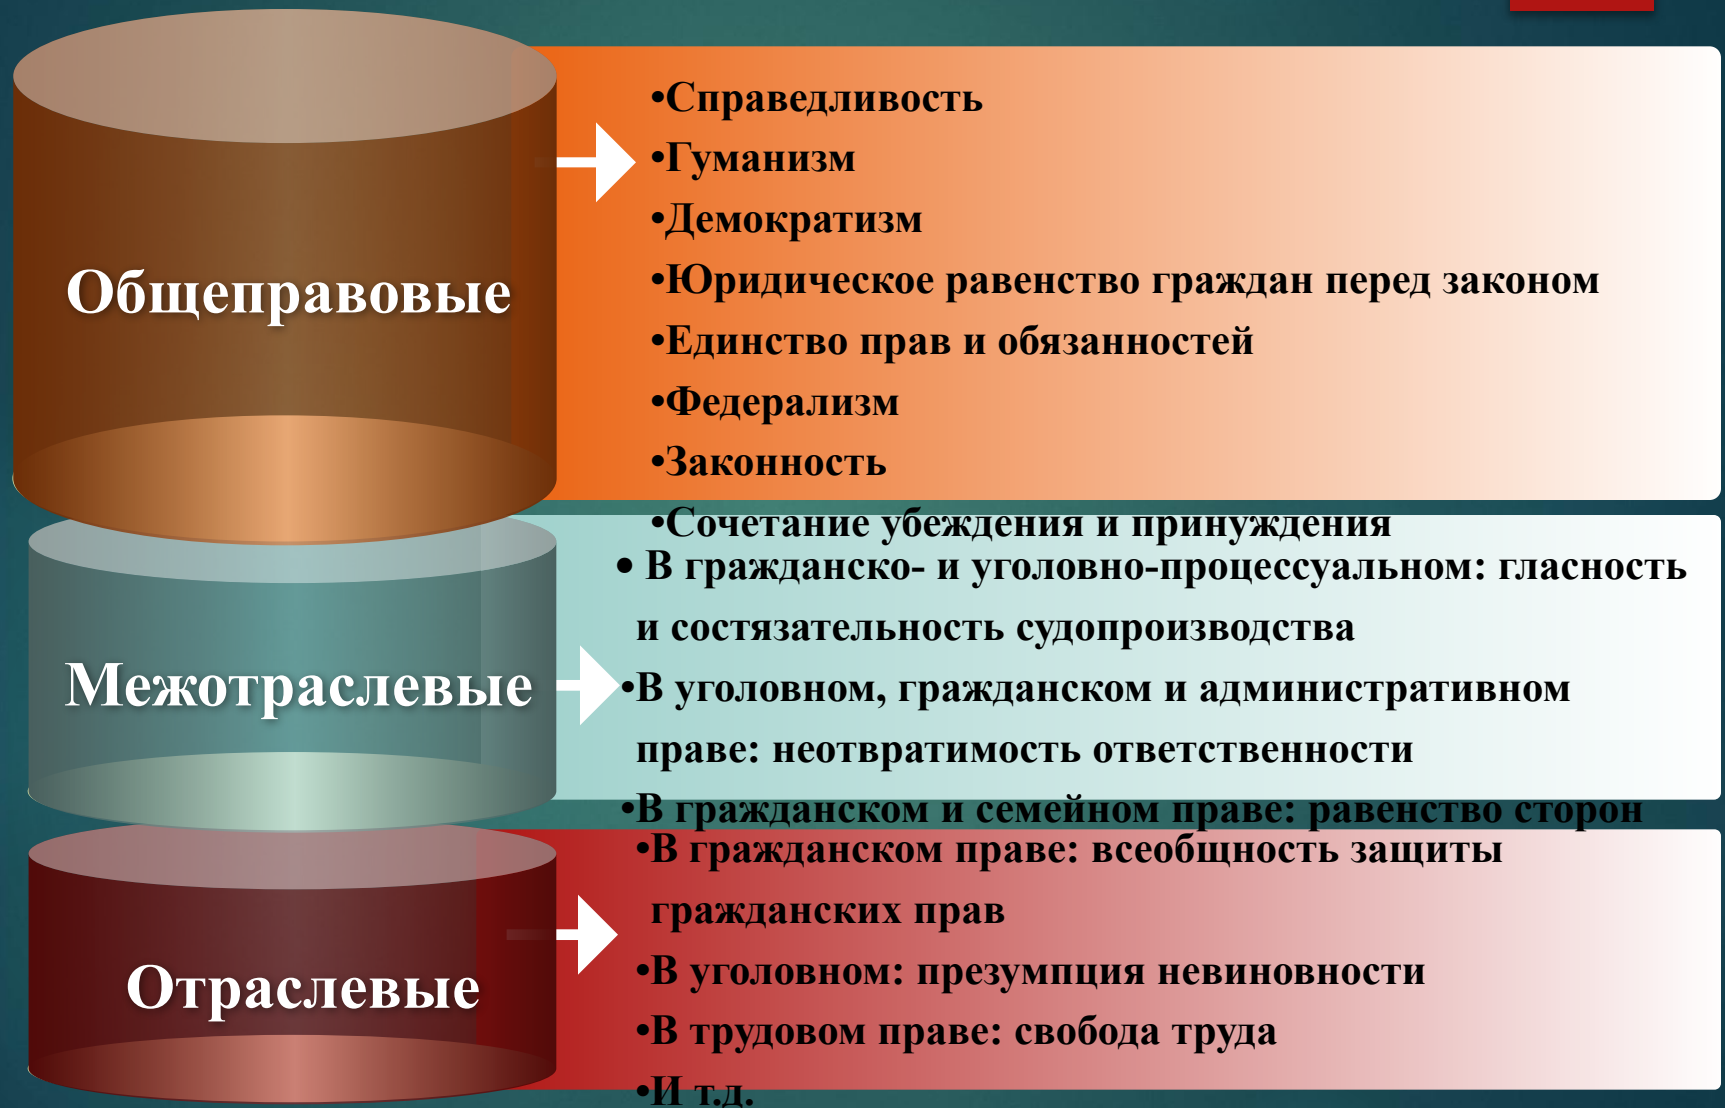 Общеправовые
•Справедливость
•Гуманизм
•Демократизм
•Юридическое равенство граждан перед законом
•Единство прав и обязанностей
•Федерализм
•Законность
•Сочетание убеждения и принуждения
Межотраслевые
• В гражданско- и уголовно-процессуальном: гласность
и состязательность судопроизводства
•В уголовном, гражданском и административном
праве: неотвратимость ответственности
•В гражданском и семейном праве: равенство сторон
Отраслевые
•В гражданском праве: всеобщность защиты
гражданских прав
•В уголовном: презумпция невиновности
•В трудовом праве: свобода труда
•И т.д.